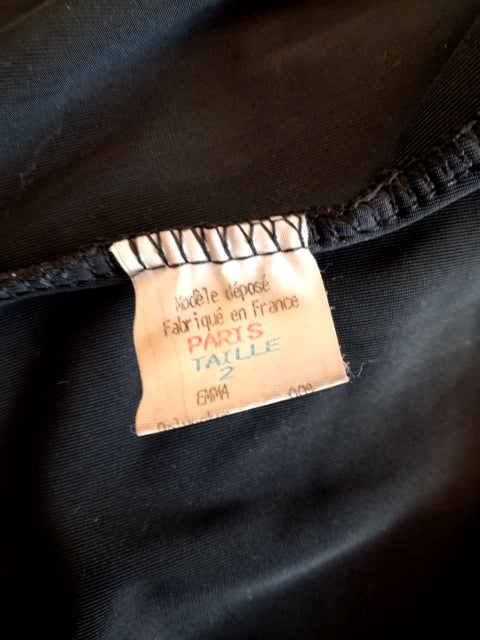 Modèle déposé
Fabriqué en France
PARIS
TAILLE
2
EMMA